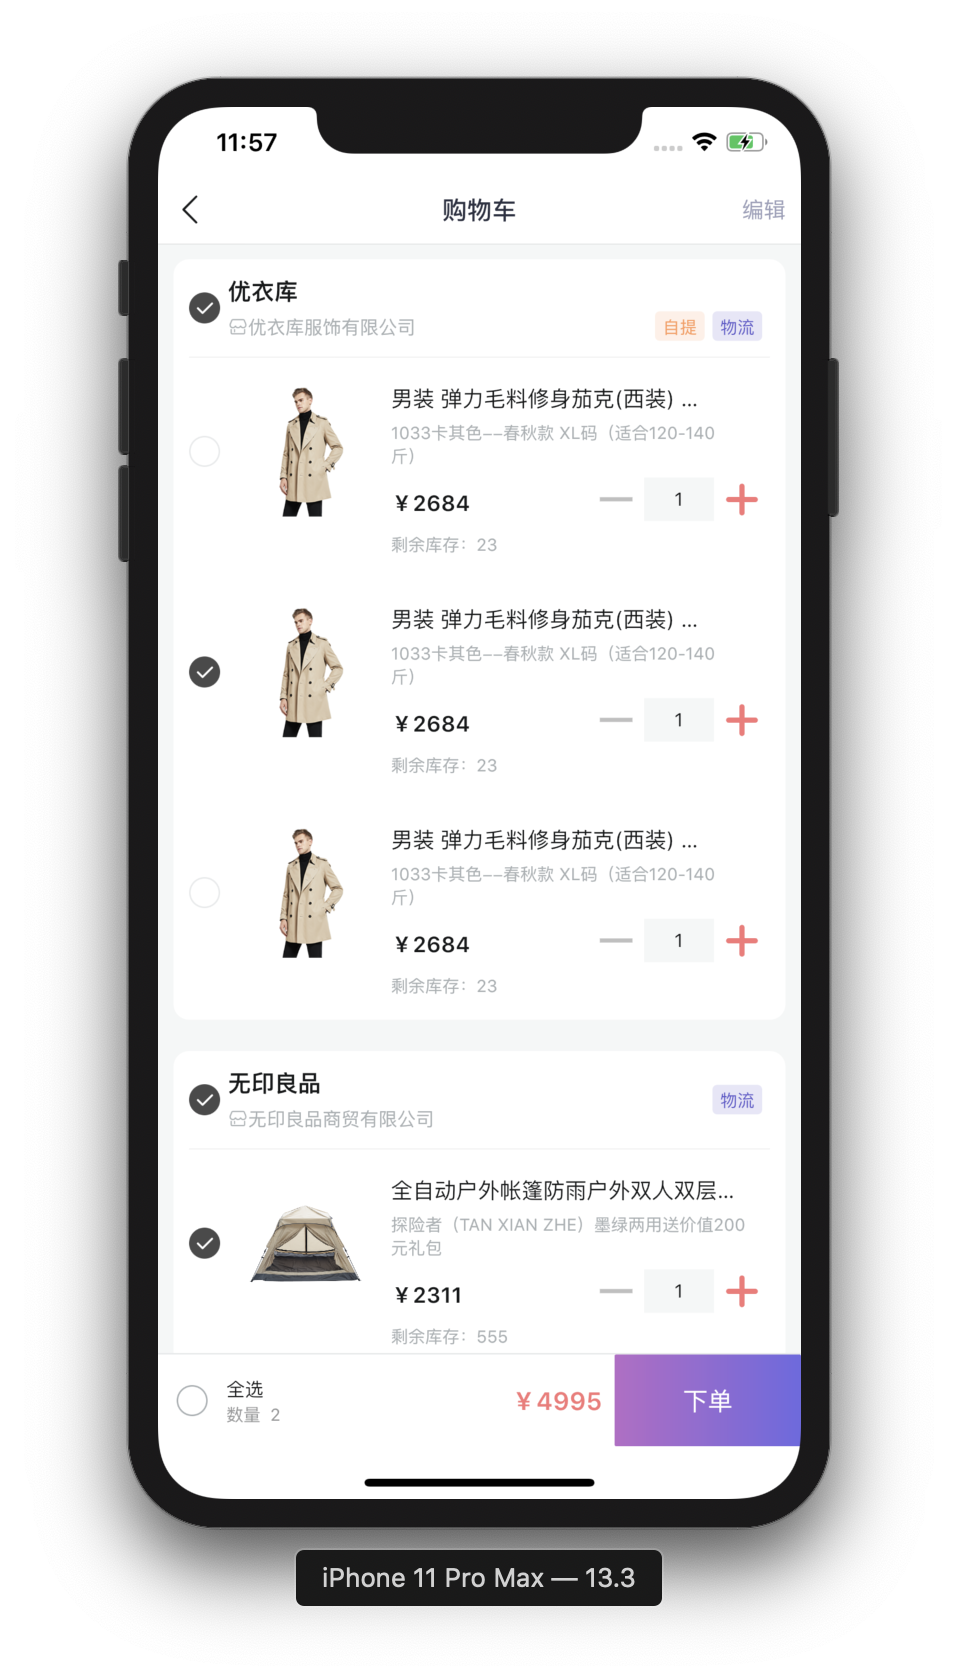 11:57
购物车
编辑
优衣库
优衣库服饰有限公司
自提
物流
男装 弹力毛料修身茄克(西装) ...
1033卡其色--春秋款 XL码（适合120-140
斤）
¥2684
1
剩余库存：23
男装 弹力毛料修身茄克(西装) ...
1033卡其色--春秋款 XL码（适合120-140
斤）
¥2684
1
剩余库存：23
男装 弹力毛料修身茄克(西装) ...
1033卡其色--春秋款 XL码（适合120-140
斤）
¥2684
1
剩余库存：23
无印良品
无印良品商贸有限公司
物流
全自动户外帐篷防雨户外双人双层...
探险者（TAN XIAN ZHE）墨绿两用送价值200
元礼包
¥2311
1
剩余库存：555
全选
数量 2
¥4995
下单
iPhone 11 Pro Max — 13.3